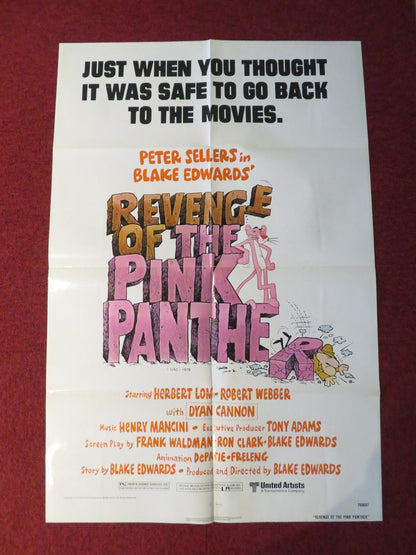 JUST WHEN YOU THOUGHT
IT WAS SAFE TO GO BACK
TO THE MOVIES.
PETER SELLERS in
BLAKE EDWARDS'
REVENGE
OF THE
PINK
PANTHER
Starring HERBERT LOM - ROBERT WEBBER
with DYAN CANNON
Music HENRY MANCINI • Executive Producer TONY ADAMS
Screen Play by FRANK WALDMAN • RON CLARK • BLAKE EDWARDS
Animation DePATIE-FRELENG
Story by BLAKE EDWARDS • Produced and Directed by BLAKE EDWARDS
PG
United Artists
A Transamerica Company
"REVENGE OF THE PINK PANTHER"